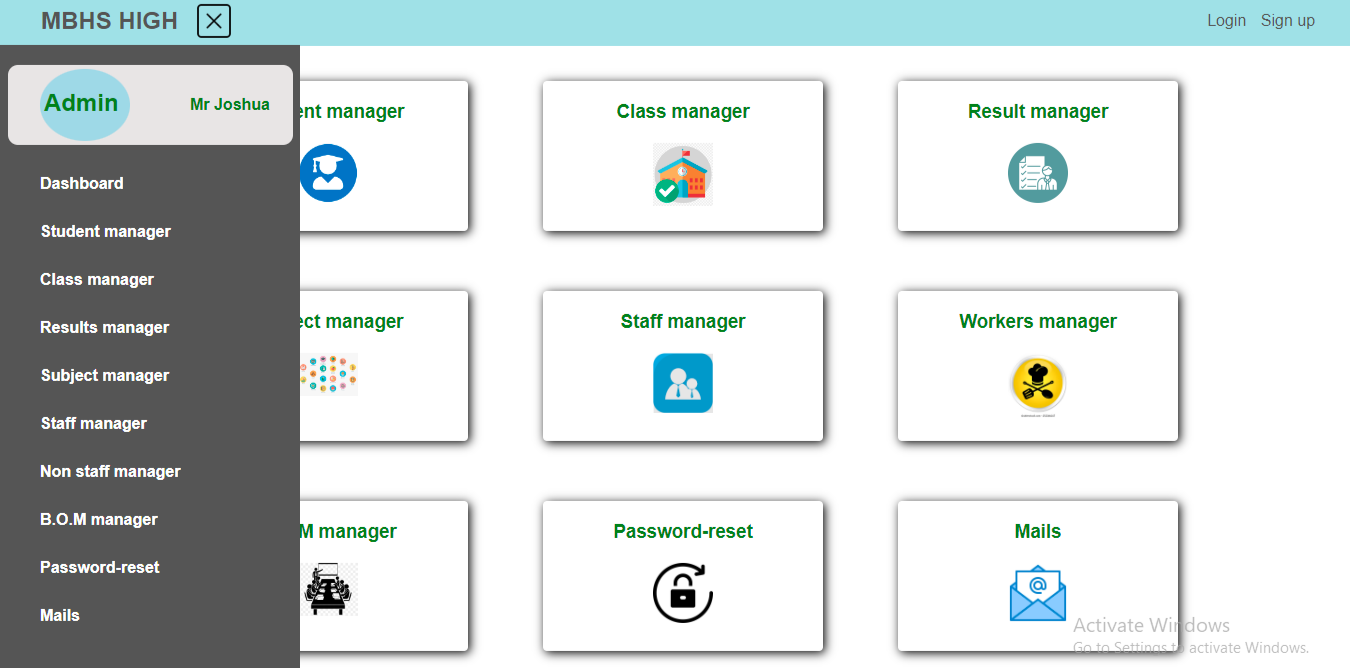 MBHS HIGH
Login Sign up
Admin Mr Joshua
Dashboard
Student manager
Class manager
Results manager
Subject manager
Staff manager
Non staff manager
B.O.M manager
Password-reset
Mails
ent manager Class manager Result manager
ect manager Staff manager Workers manager
M manager Password-reset Mails
Activate Windows
Go to Settings to activate Windows.